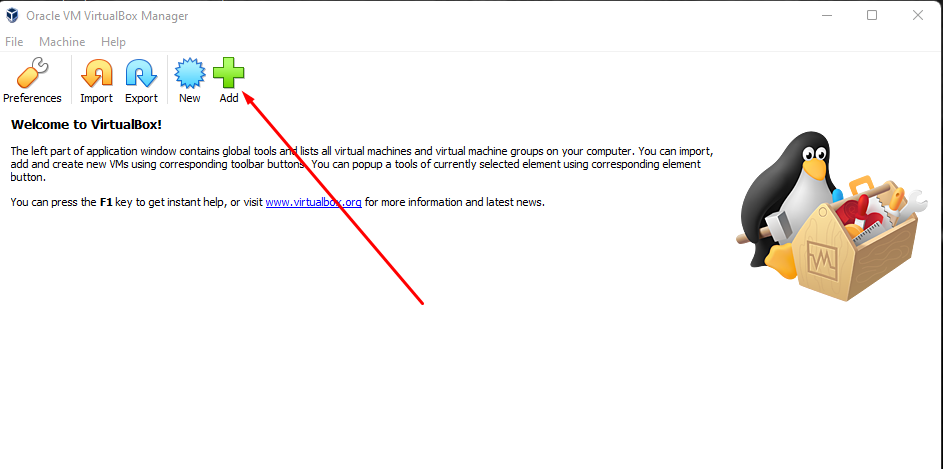 Oracle VM VirtualBox Manager
File Machine Help
Preferences Import Export New Add
Welcome to VirtualBox!
The left part of application window contains global tools and lists all virtual machines and virtual machine groups on your computer. You can import,
add and create new VMs using corresponding toolbar buttons. You can popup a tools of currently selected element using corresponding element
button.
You can press the F1 key to get instant help, or visit www.virtualbox.org for more information and latest news.
VM